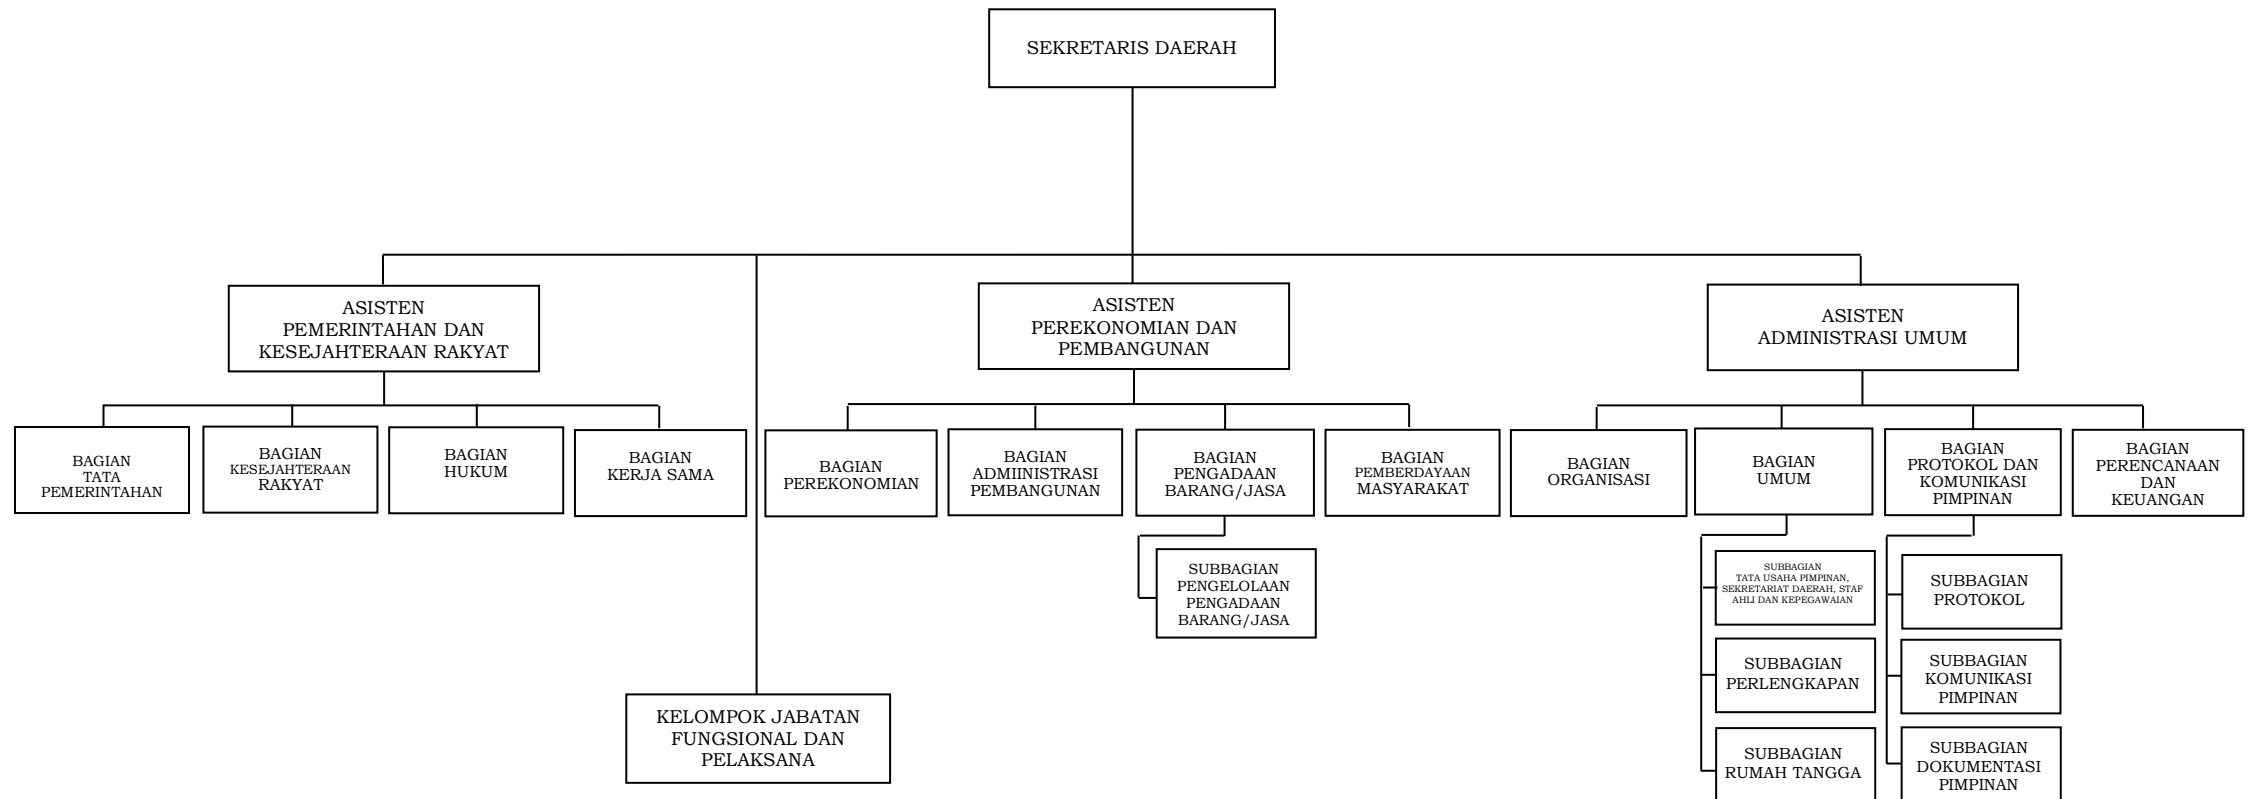 SEKRETARIS DAERAH
ASISTEN
PEMERINTAHAN DAN
KESEJAHTERAAN RAKYAT
ASISTEN
PEREKONOMIAN DAN
PEMBANGUNAN
ASISTEN
ADMINISTRASI UMUM
BAGIAN
TATA
PEMERINTAHAN
BAGIAN
KESEJAHTERAAN
RAKYAT
BAGIAN
HUKUM
BAGIAN
KERJA SAMA
BAGIAN
PEREKONOMIAN
BAGIAN
ADMIINISTRASI
PEMBANGUNAN
BAGIAN
PENGADAAN
BARANG/JASA
BAGIAN
PEMBERDAYAAN
MASYARAKAT
BAGIAN
ORGANISASI
BAGIAN
UMUM
BAGIAN
PROTOKOL DAN
KOMUNIKASI
PIMPINAN
BAGIAN
PERENCANAAN
DAN
KEUANGAN
SUBBAGIAN
PENGELOLAAN
PENGADAAN
BARANG/JASA
SUBBAGIAN
TATA USAHA PIMPINAN,
SEKRETARIAT DAERAH, STAF
AHLI DAN KEPEGAWAIAN
SUBBAGIAN
PERLENGKAPAN
SUBBAGIAN
RUMAH TANGGA
SUBBAGIAN
PROTOKOL
SUBBAGIAN
KOMUNIKASI
PIMPINAN
SUBBAGIAN
DOKUMENTASI
PIMPINAN
KELOMPOK JABATAN
FUNGSIONAL DAN
PELAKSANA